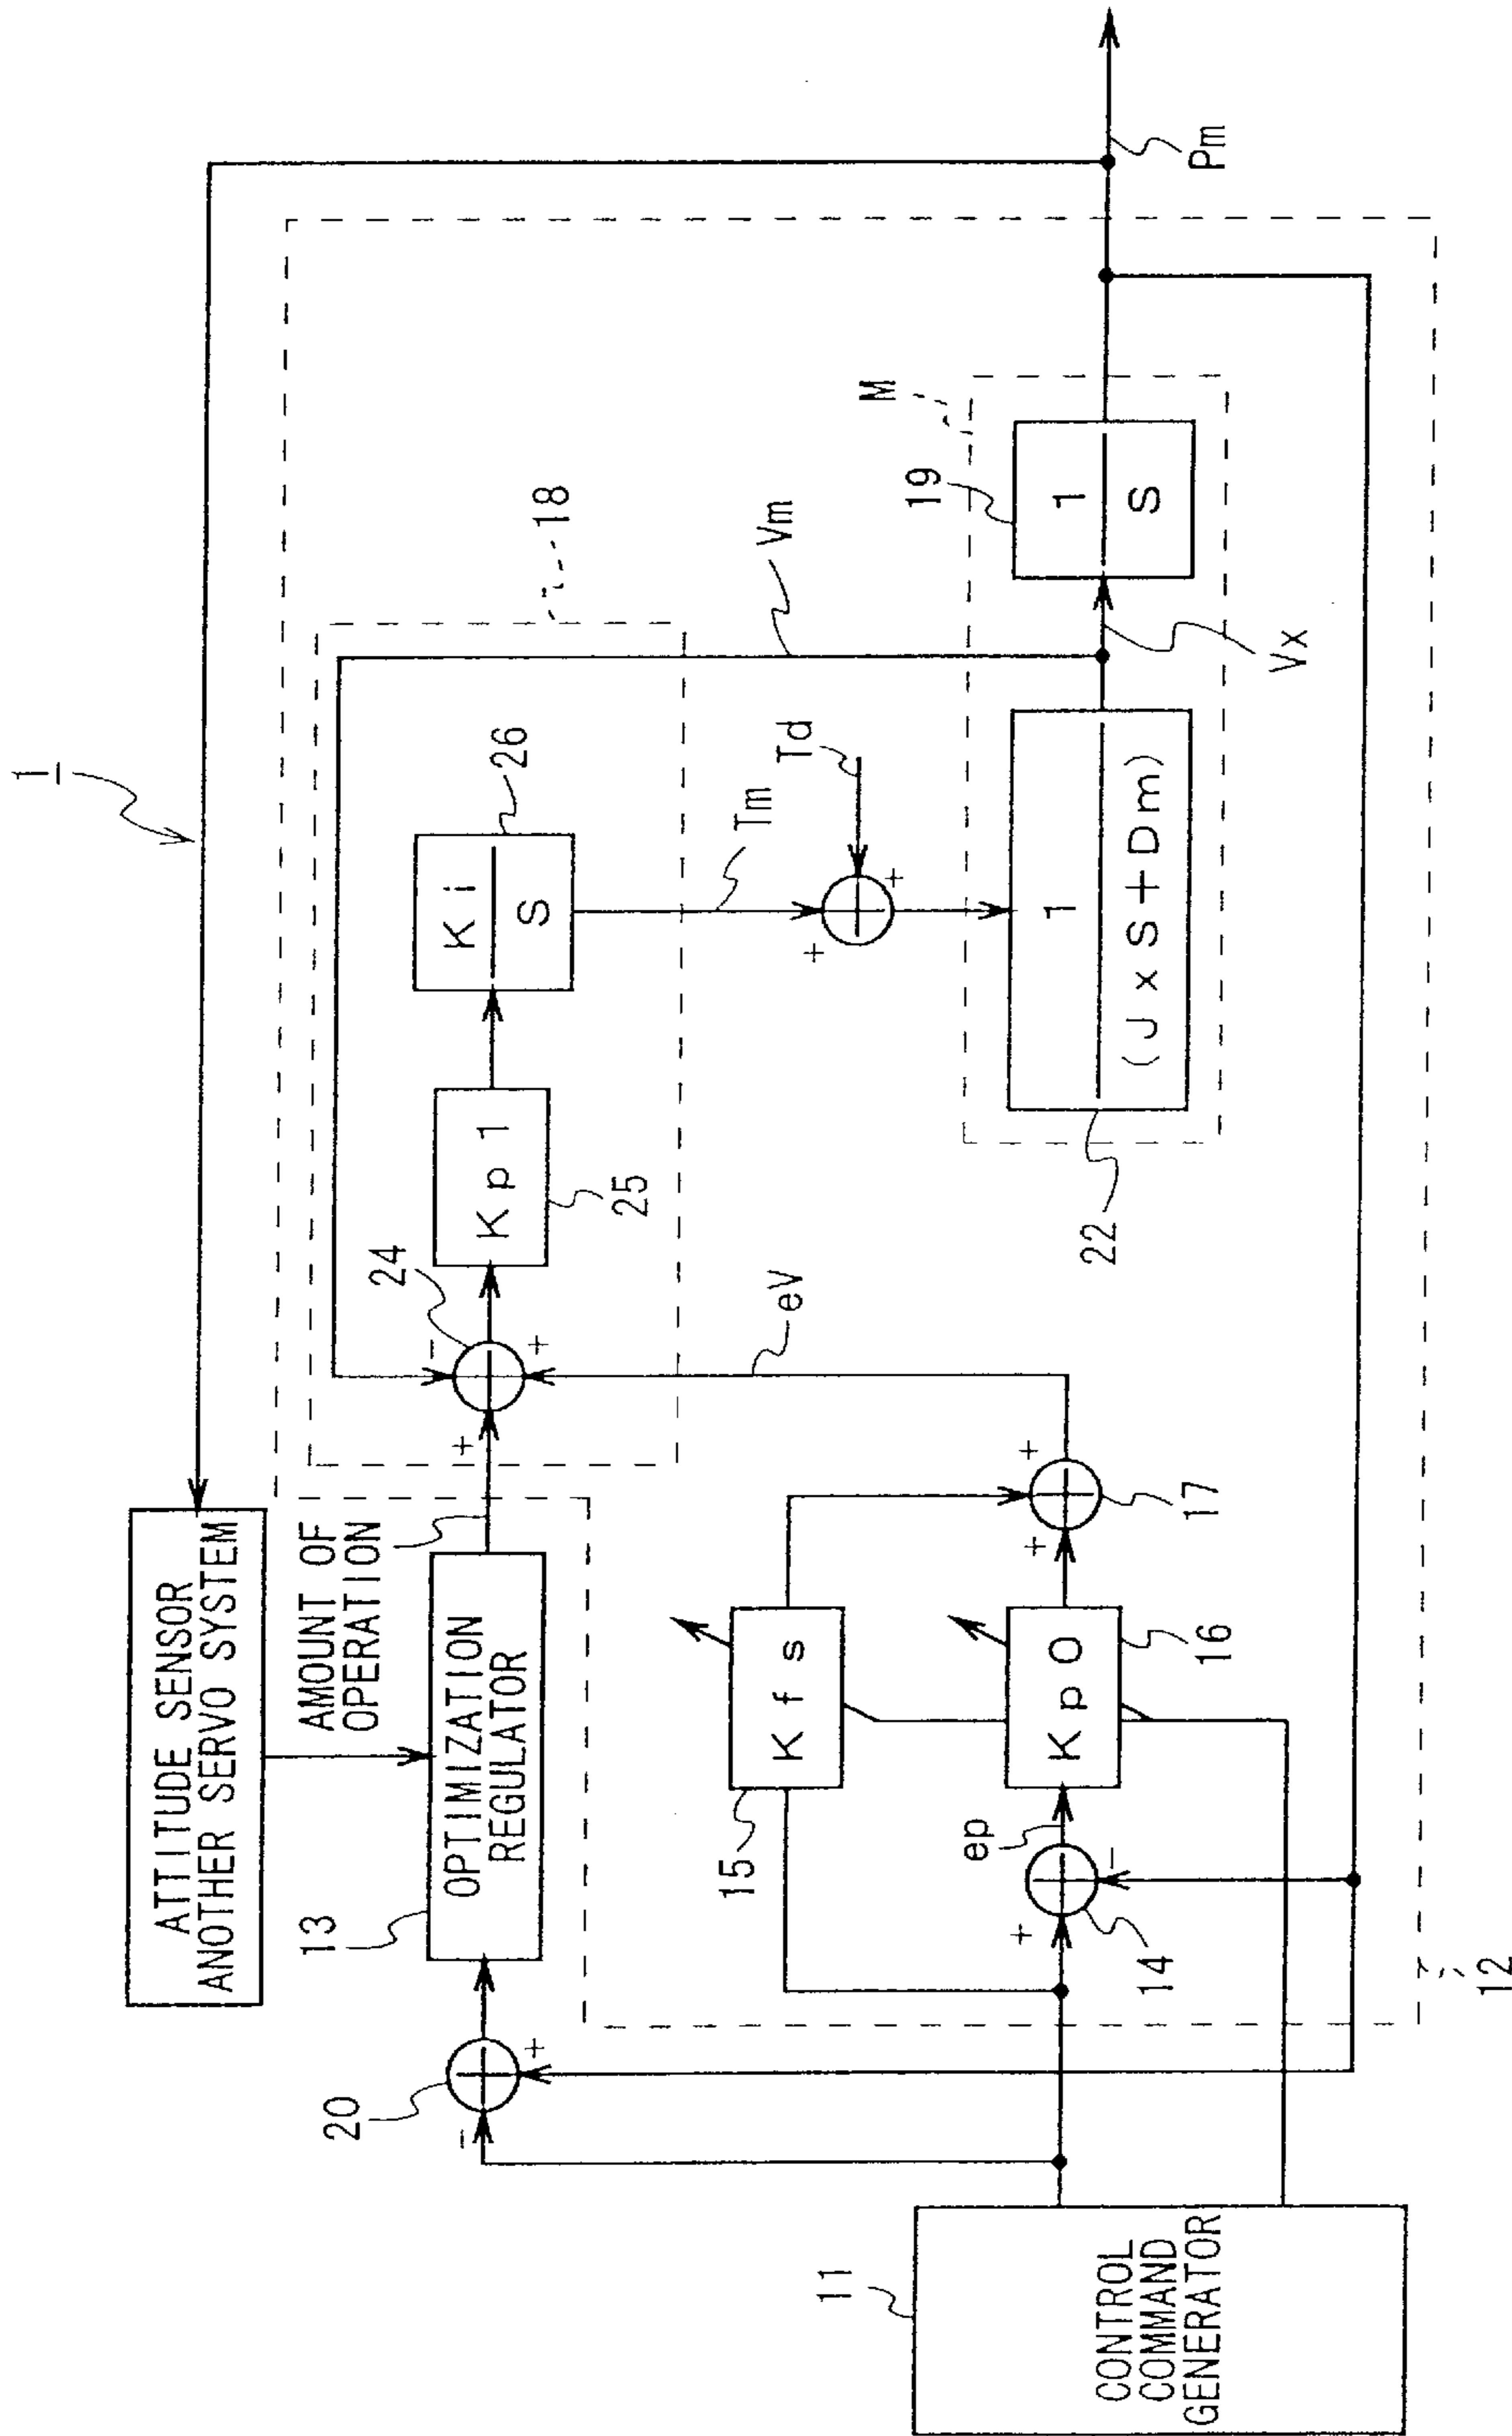 1
ATTITUDE SENSOR
ANOTHER SERVO SYSTEM
AMOUNT OF
OPERATION
13
OPTIMIZATION
REGULATOR
20
-
+
+
-
+
24
Kp1
25
Ki
S
26
18
Vm
Tm
Td
+
+
M
19
1
S
Vx
1
(J×S+Dm)
22
Pm
eV
15
Kfs
+
+
17
Kp0
16
ep
+
-
14
12
11
CONTROL
COMMAND
GENERATOR